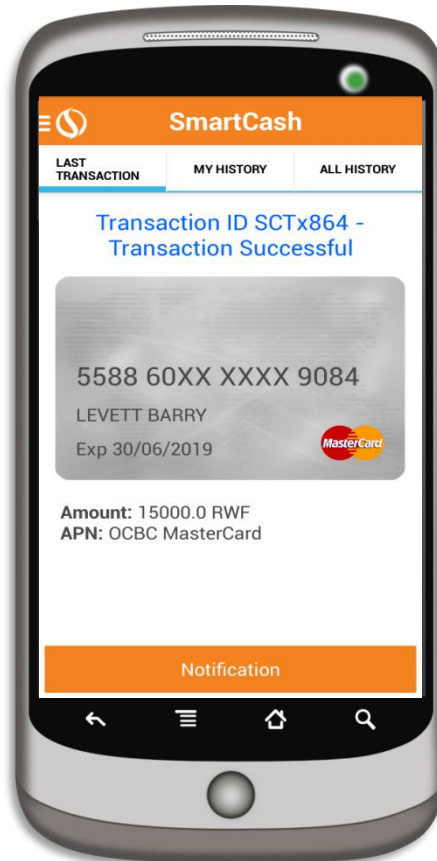 SmartCash
LAST
TRANSACTION
MY HISTORY
ALL HISTORY
Transaction ID SCTx864 -
Transaction Successful
5588 60XX XXXX 9084
LEVETT BARRY
Exp 30/06/2019
MasterCard
Amount: 15000.0 RWF
APN: OCBC MasterCard
Notification